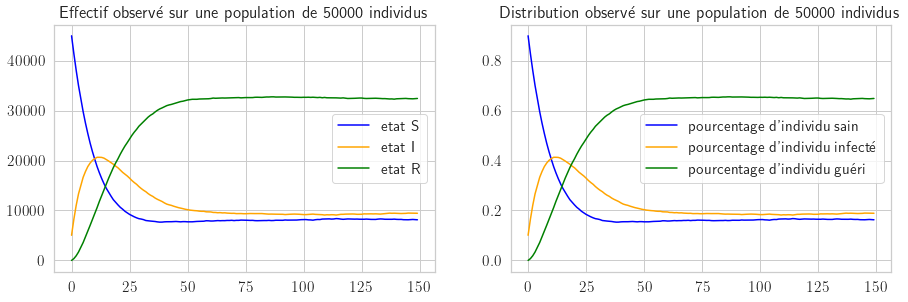 Effectif observé sur une population de 50000 individus
40000
30000
20000
10000
0
0 25 50 75 100 125 150
etat S
etat I
etat R
Distribution observé sur une population de 50000 individus
0.8
0.6
0.4
0.2
0.0
0 25 50 75 100 125 150
pourcentage d'individu sain
pourcentage d'individu infecté
pourcentage d'individu guéri